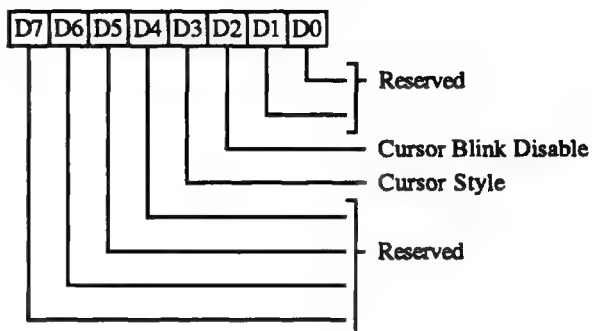 D7 D6 D5 D4 D3 D2 D1 D0
Reserved
Cursor Blink Disable
Cursor Style
Reserved